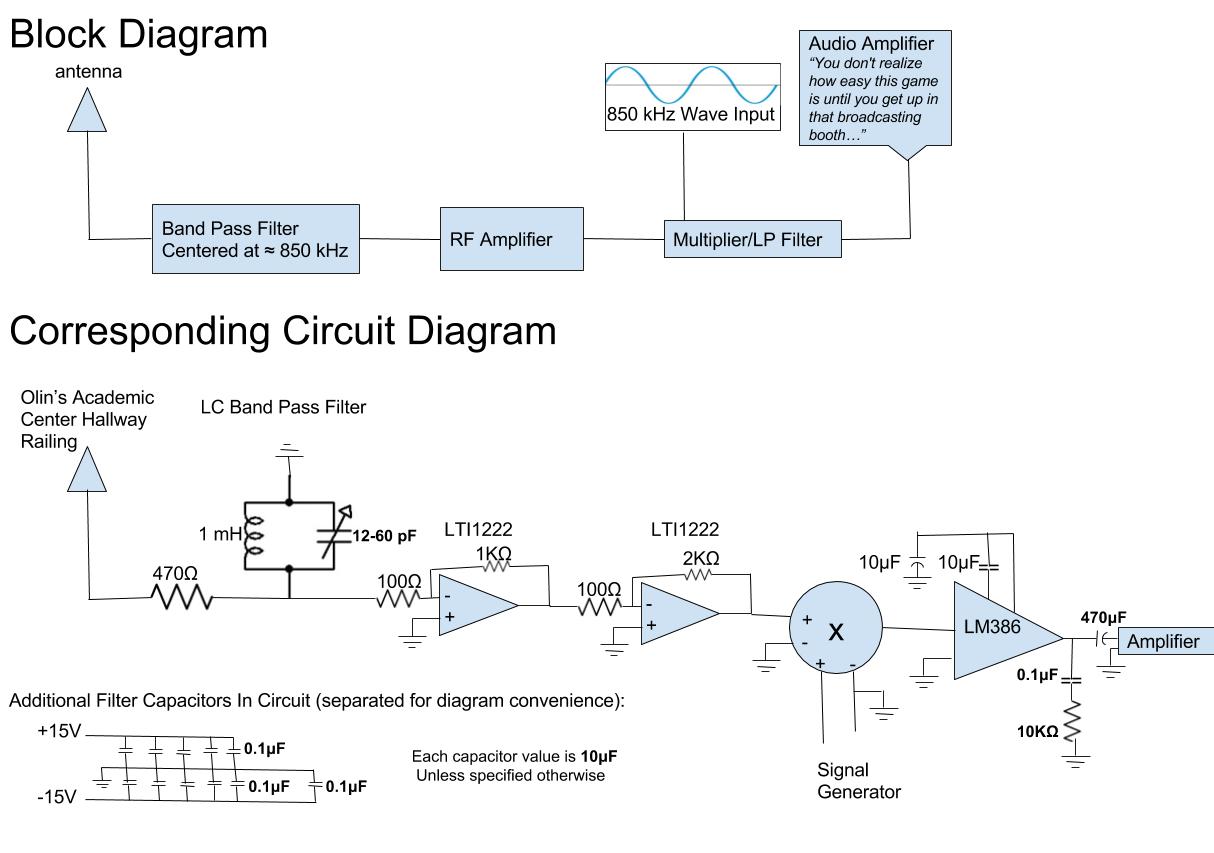 Block Diagram
antenna
850 kHz Wave Input
Audio Amplifier
“You don't realize
how easy this game
is until you get up in
that broadcasting
booth…”
Band Pass Filter
Centered at ≈ 850 kHz
RF Amplifier
Multiplier/LP Filter
Corresponding Circuit Diagram
Olin’s Academic
Center Hallway
Railing
LC Band Pass Filter
1 mH
12-60 pF
470Ω
100Ω
LTI1222
1KΩ
-
+
100Ω
LTI1222
2KΩ
-
+
+
-
X
+
-
Signal
Generator
10µF
10µF
LM386
470µF
Amplifier
0.1µF
10KΩ
Additional Filter Capacitors In Circuit (separated for diagram convenience):
+15V
0.1µF
0.1µF
0.1µF
-15V
Each capacitor value is 10µF
Unless specified otherwise